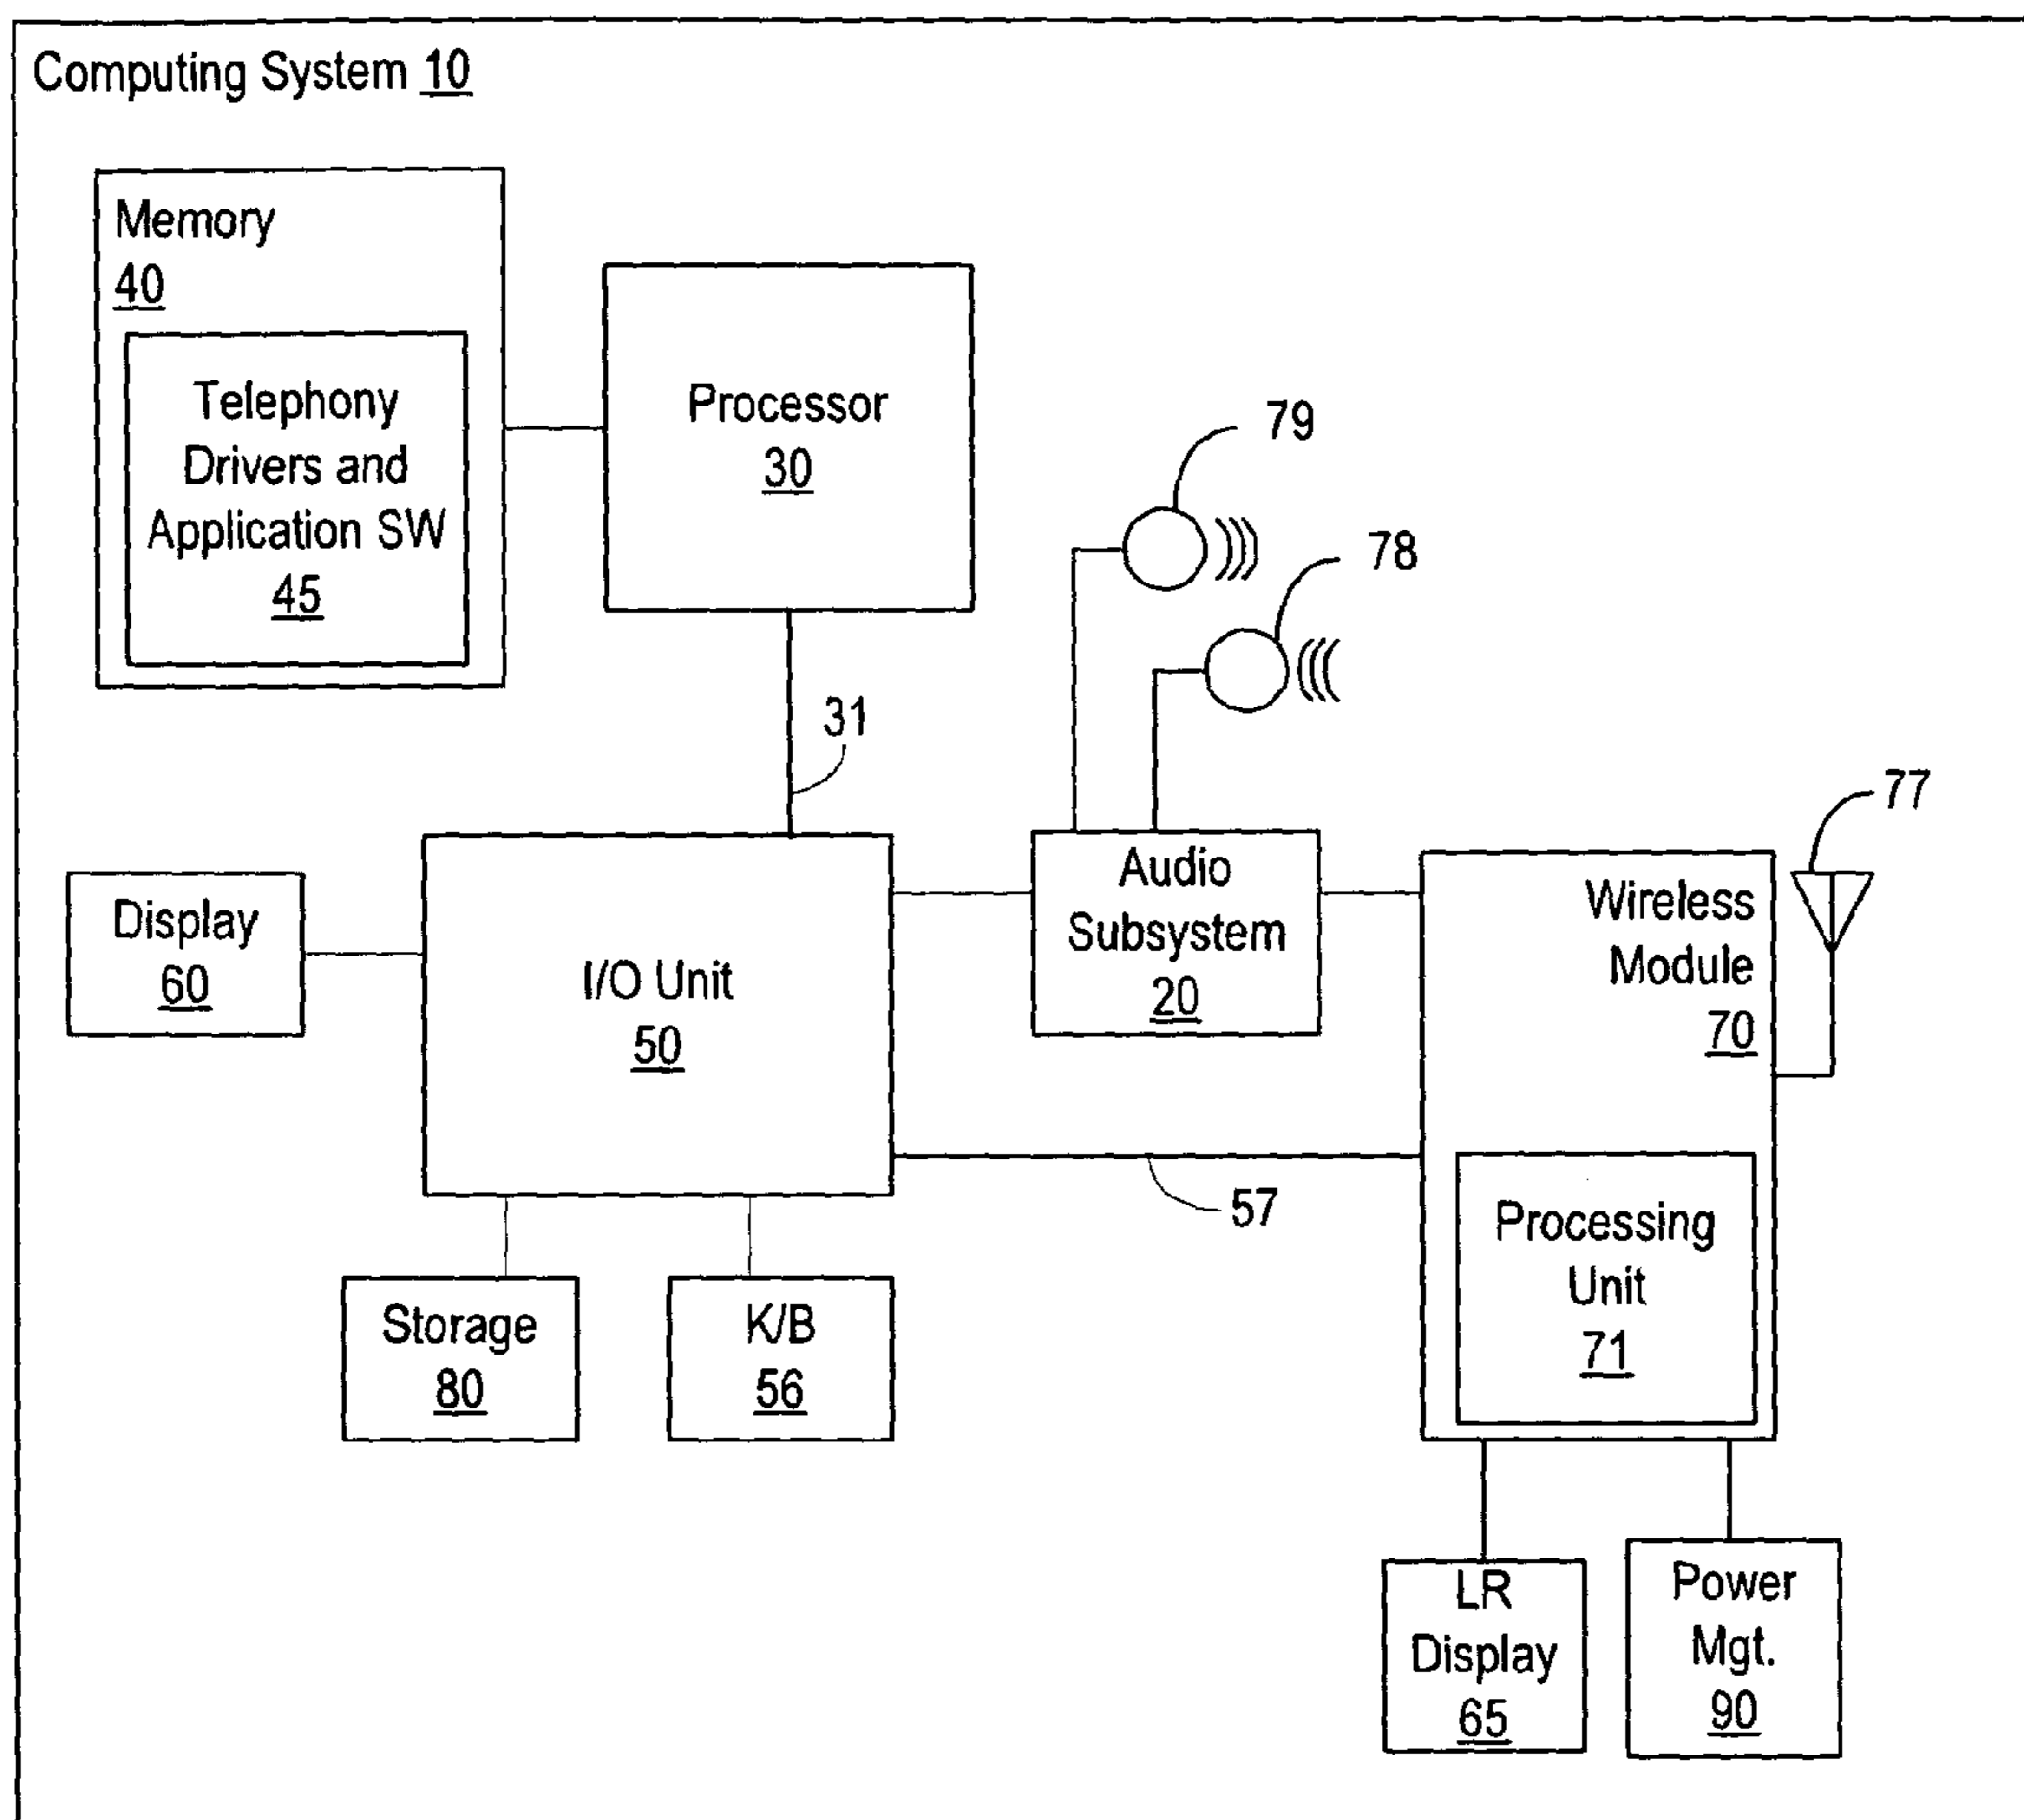 Computing System 10
Memory
40
Telephony
Drivers and
Application SW
45
Processor
30
79
78
31
77
Display
60
I/O Unit
50
Audio
Subsystem
20
Wireless
Module
70
57
Processing
Unit
71
Storage
80
K/B
56
LR
Display
65
Power
Mgt.
90